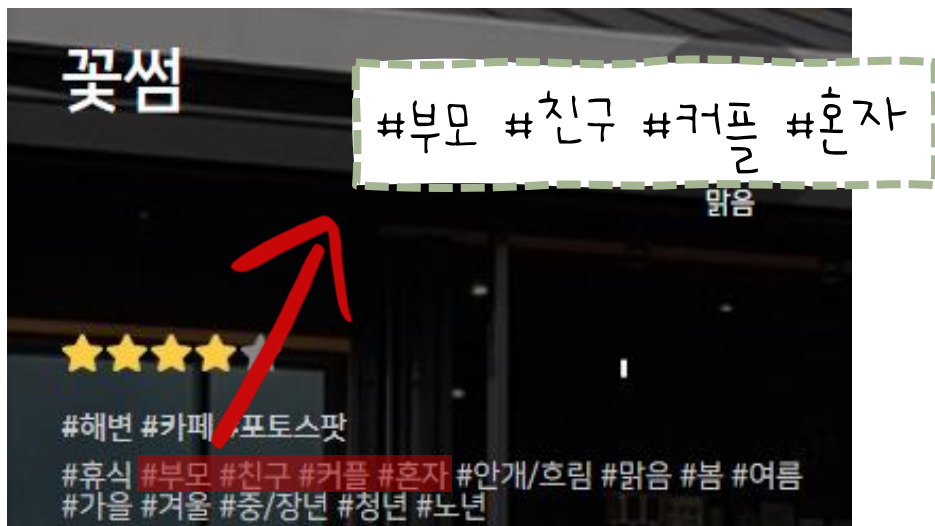 꽃썸
#부모 #친구 #커플 #혼자
맑음
#해변 #카페 #포토스팟
#휴식 #부모 #친구 #커플 #혼자 #안개/흐림 #맑음 #봄 #여름
#가을 #겨울 #중/장년 #청년 #노년